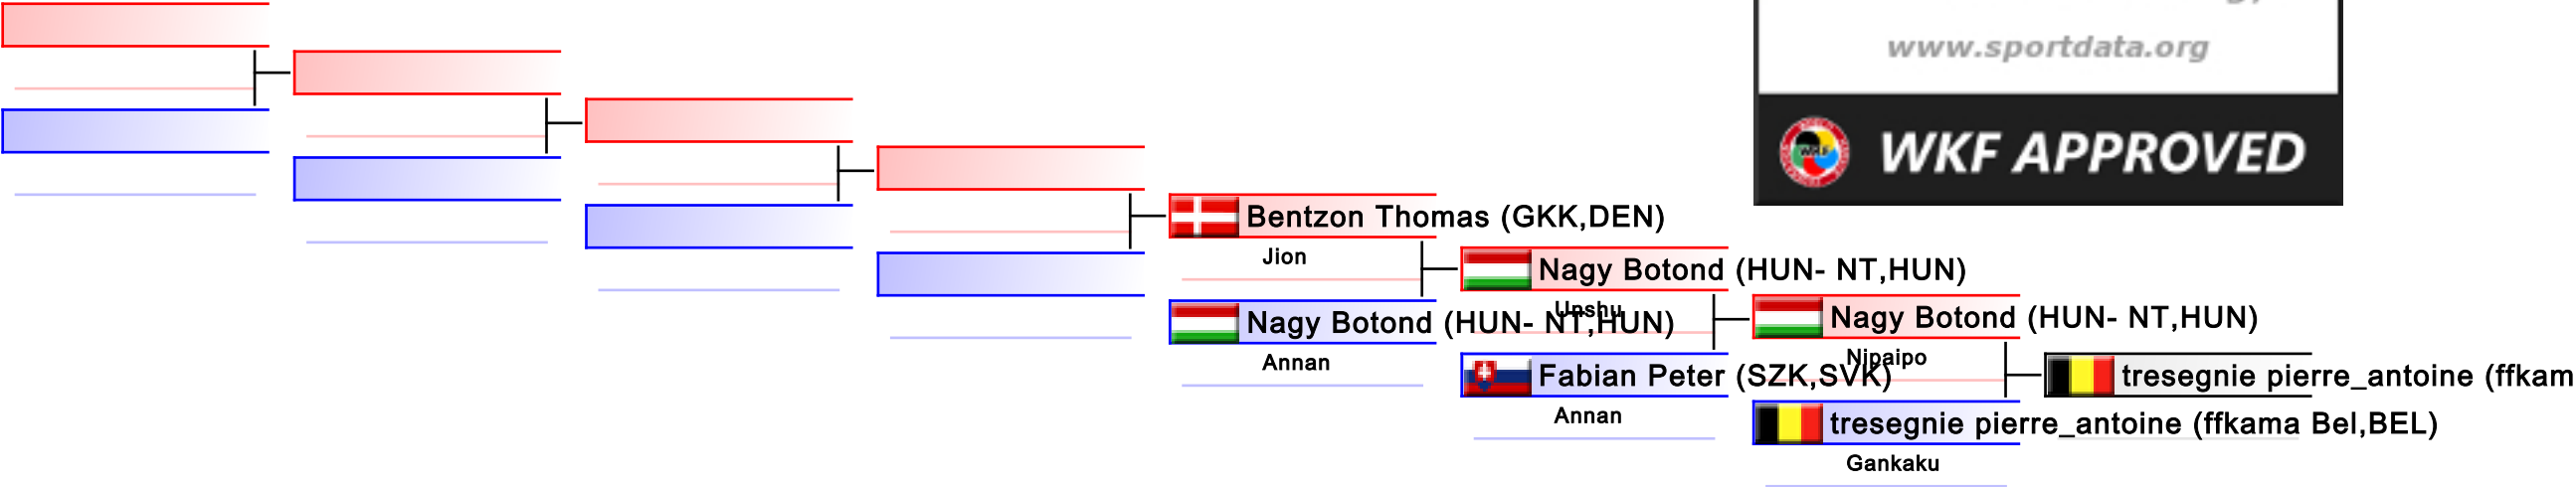 www.sportdata.org
WKF APPROVED
Bentzon Thomas (GKK,DEN)
Jion
Nagy Botond (HUN- NT,HUN)
Annan
Nagy Botond (HUN- NT,HUN)
Unshu
Fabian Peter (SZK,SVK)
Annan
Nagy Botond (HUN- NT,HUN)
Nipaipo
tresegnie pierre_antoine (ffkama Bel,BEL)
Gankaku
tresegnie pierre_antoine (ffkam